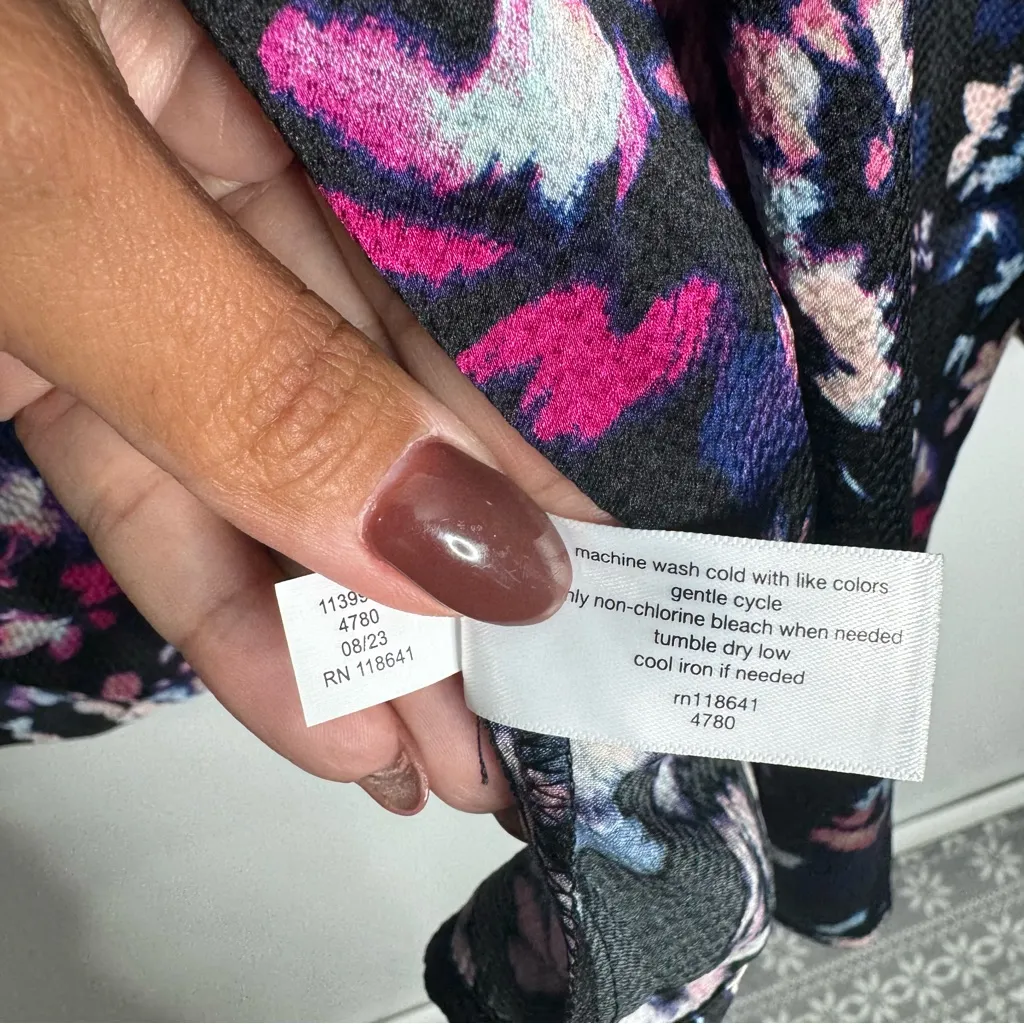 11399
4780
08/23
RN 118641
machine wash cold with like colors
gentle cycle
non-chlorine bleach when needed
tumble dry low
cool iron if needed
rn118641
4780